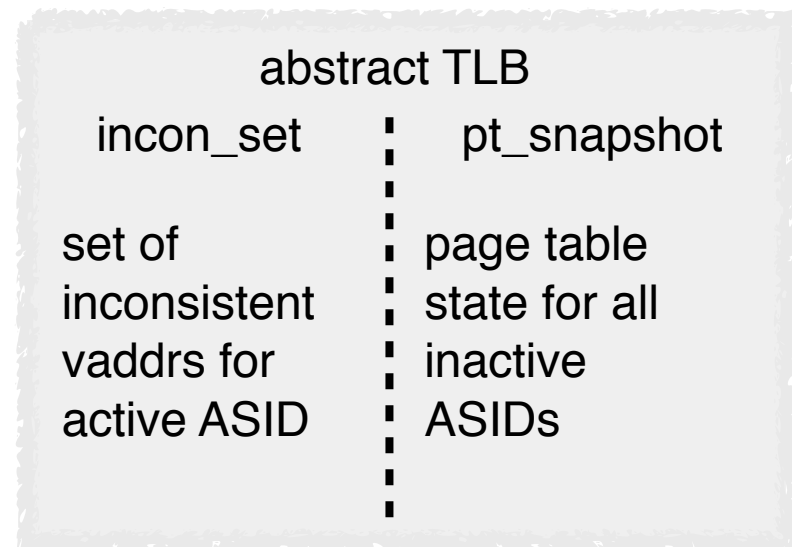 abstract TLB
incon_set
set of
inconsistent
vaddrs for
active ASID
pt_snapshot
page table
state for all
inactive
ASIDs